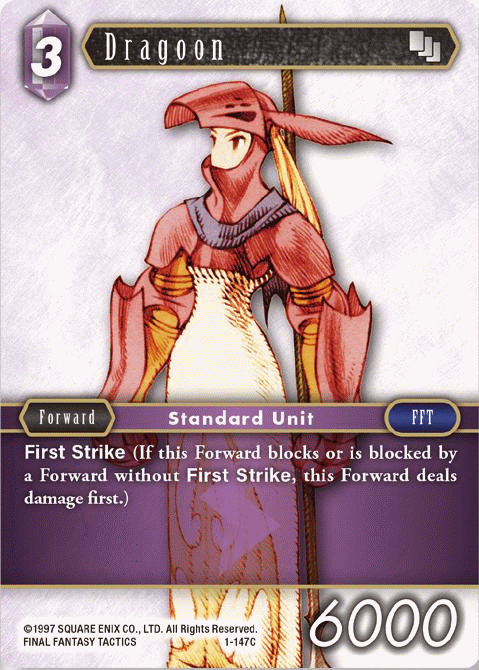 3
Dragoon
Forward
Standard Unit
FFT
First Strike (If this Forward blocks or is blocked by
a Forward without First Strike, this Forward deals
damage first.)
©1997 SQUARE ENIX CO., LTD. All Rights Reserved.
FINAL FANTASY TACTICS
1-147C
6000